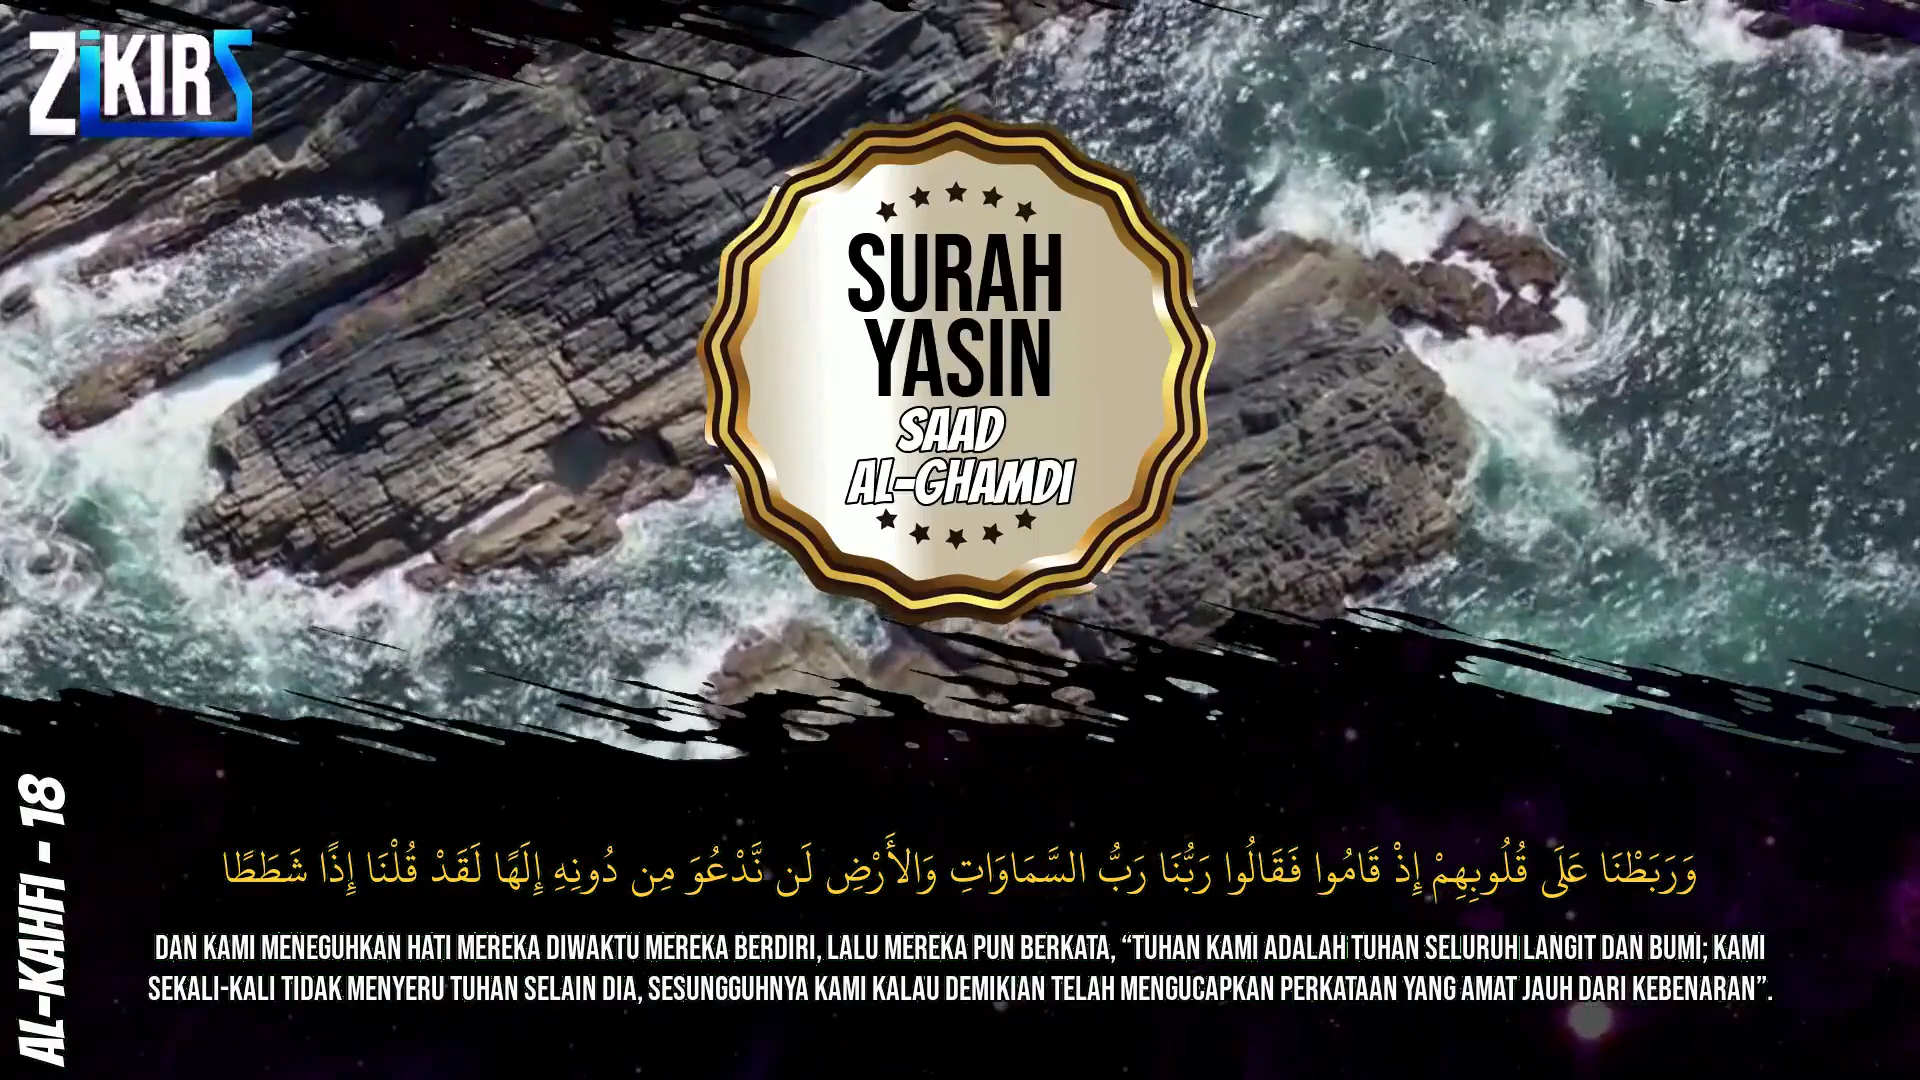 ZiKIRS
SURAH
YASIN
SAAD
AL-GHAMDI
AL-KAHFI - 18
وَرَبَطْنَا عَلَى قُلُوبِهِمْ إِذْ قَامُوا فَقَالُوا رَبُّنَا رَبُّ السَّمَاوَاتِ وَالأَرْضِ لَن نَّدْعُوَ مِن دُونِهِ إِلَهًا لَقَدْ قُلْنَا إِذًا شَطَطًا
DAN KAMI MENEGUHKAN HATI MEREKA DIWAKTU MEREKA BERDIRI, LALU MEREKA PUN BERKATA, “TUHAN KAMI ADALAH TUHAN SELURUH LANGIT DAN BUMI; KAMI
SEKALI-KALI TIDAK MENYERU TUHAN SELAIN DIA, SESUNGGUHNYA KAMI KALAU DEMIKIAN TELAH MENGUCAPKAN PERKATAAN YANG AMAT JAUH DARI KEBENARAN”.